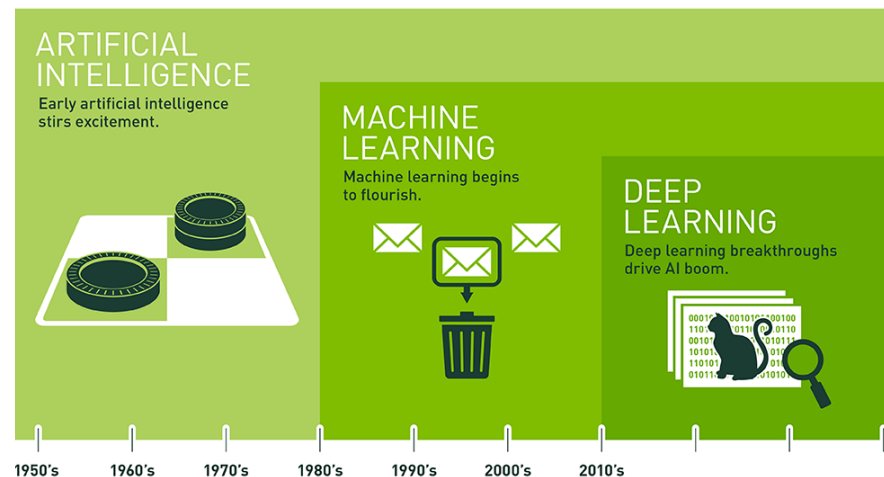 ARTIFICIAL
INTELLIGENCE
Early artificial intelligence
stirs excitement.
MACHINE
LEARNING
Machine learning begins
to flourish.
DEEP
LEARNING
Deep learning breakthroughs
drive AI boom.
1950's
1960's
1970's
1980's
1990's
2000's
2010's